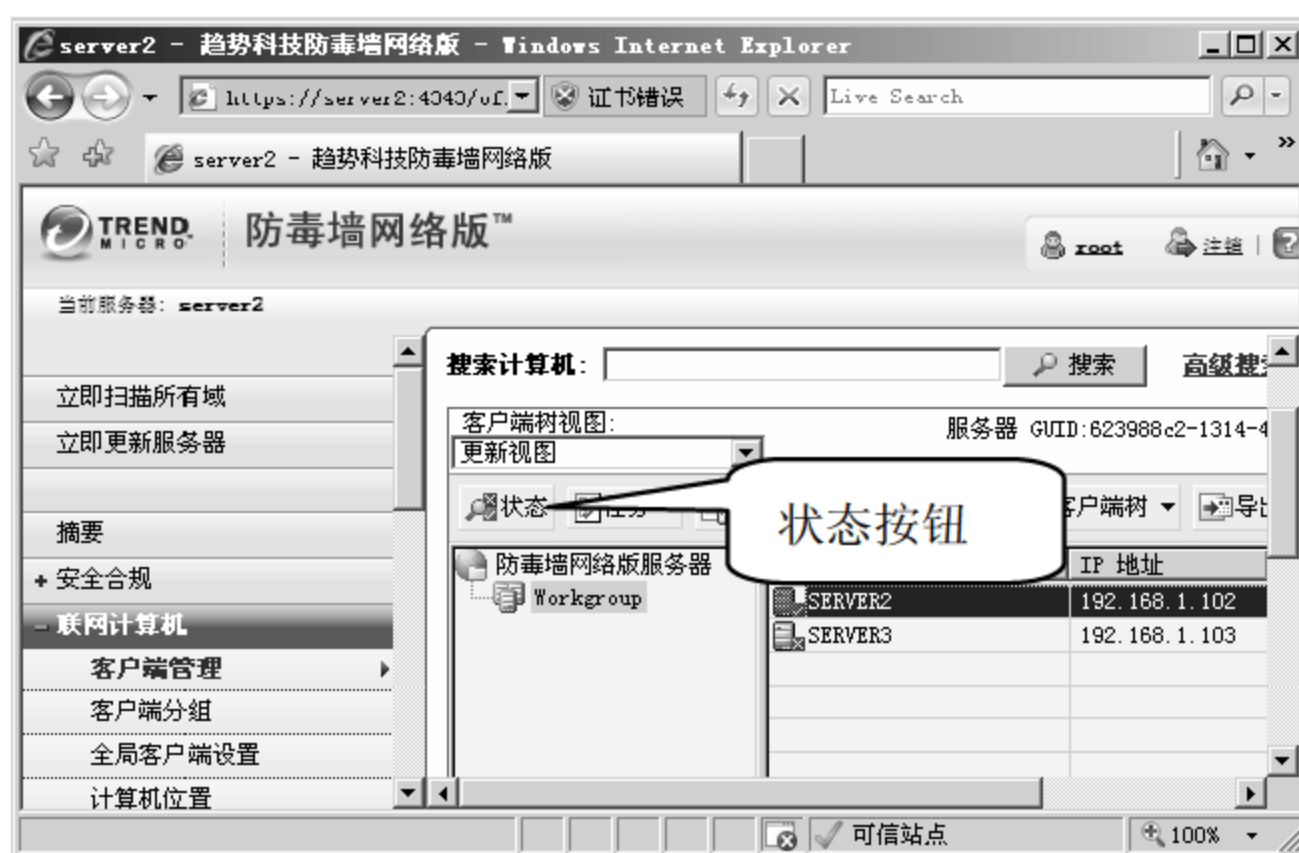 server2 - 趋势科技防毒墙网络版 - Windows Internet Explorer
https://server2:4343/of. 证书错误 Live Search
server2 - 趋势科技防毒墙网络版
TREND MICRO 防毒墙网络版™
root 注销
当前服务器: server2
搜索计算机: 搜索 高级搜
立即扫描所有域
立即更新服务器
客户端树视图: 服务器 GUID:623988c2-1314-4
更新视图
状态 状态按钮 客户端树 导出
摘要
+ 安全合规
- 联网计算机
客户端管理
客户端分组
全局客户端设置
计算机位置
防毒墙网络版服务器 IP 地址
Workgroup
SERVER2 192.168.1.102
SERVER3 192.168.1.103
可信站点 100%